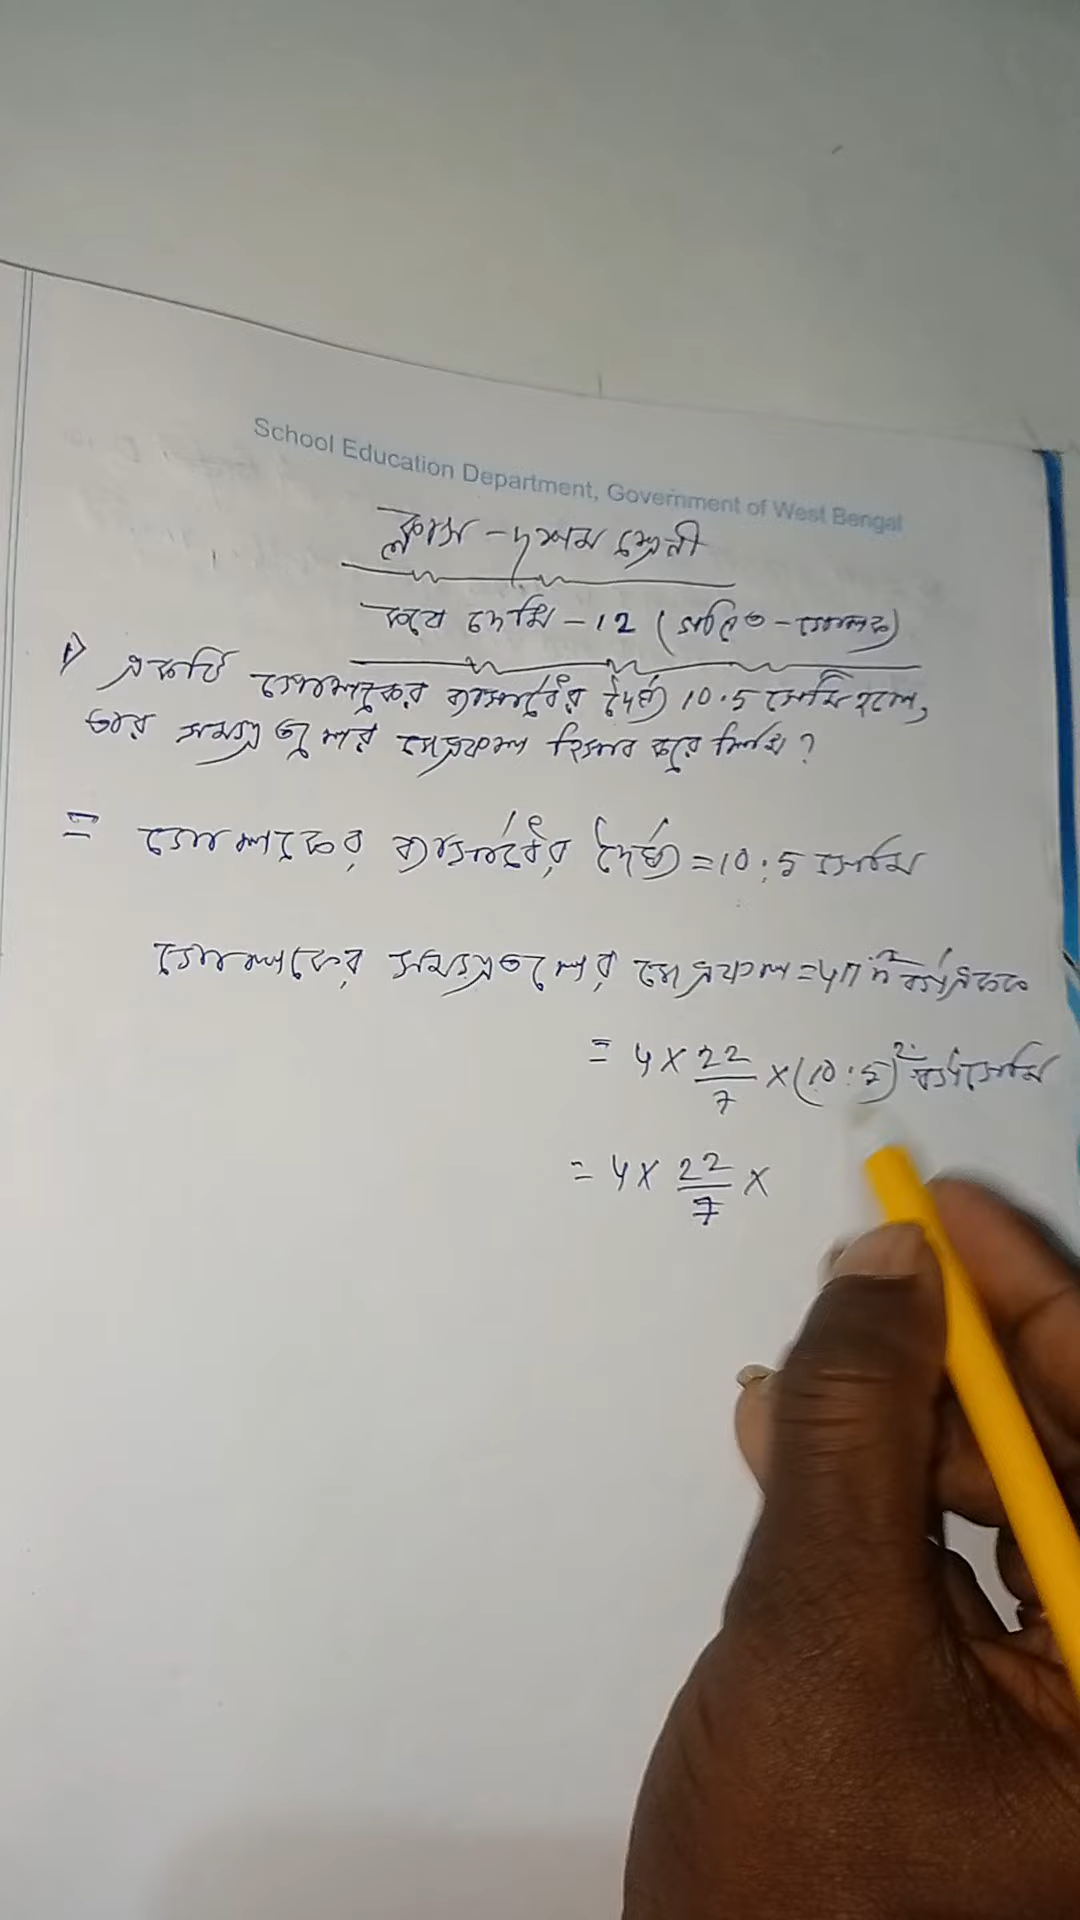 School Education Department, Government of West Bengal
ক্লাস - দশম শ্রেনী
কষে দেখি - 12 (গণিত - গোলক)
1) একটি গোলকের ব্যাসার্ধের দৈর্ঘ্য 10.5 সেমি হলে,
তার সমগ্র তলের ক্ষেত্রফল হিসাব করে লিখি?
= গোলকের ব্যাসার্ধের দৈর্ঘ্য = 10.5 সেমি
গোলকের সমগ্রতলের ক্ষেত্রফল = 4π r² বর্গএকক
= 4 × 22/7 × (10.5)² বর্গসেমি
= 4 × 22/7 ×